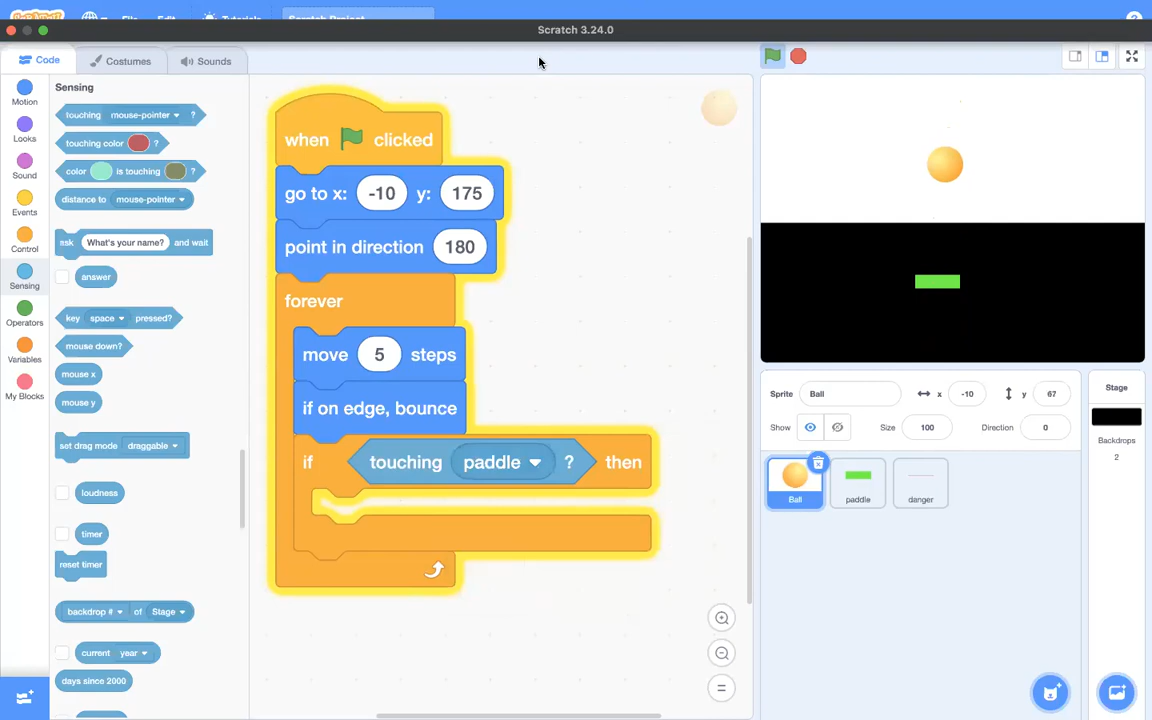 File Edit Tutorials Scratch Project
Scratch 3.24.0
Code Costumes Sounds
Motion
Looks
Sound
Events
Control
Sensing
Operators
Variables
My Blocks
Sensing
touching mouse-pointer ?
touching color ?
color is touching ?
distance to mouse-pointer
ask What's your name? and wait
answer
key space pressed?
mouse down?
mouse x
mouse y
set drag mode draggable
loudness
timer
reset timer
backdrop # of Stage
current year
days since 2000
when clicked
go to x: -10 y: 175
point in direction 180
forever
move 5 steps
if on edge, bounce
if touching paddle ? then
Sprite Ball x -10 y 67
Show Size 100 Direction 0
Ball paddle danger
Stage
Backdrops
2